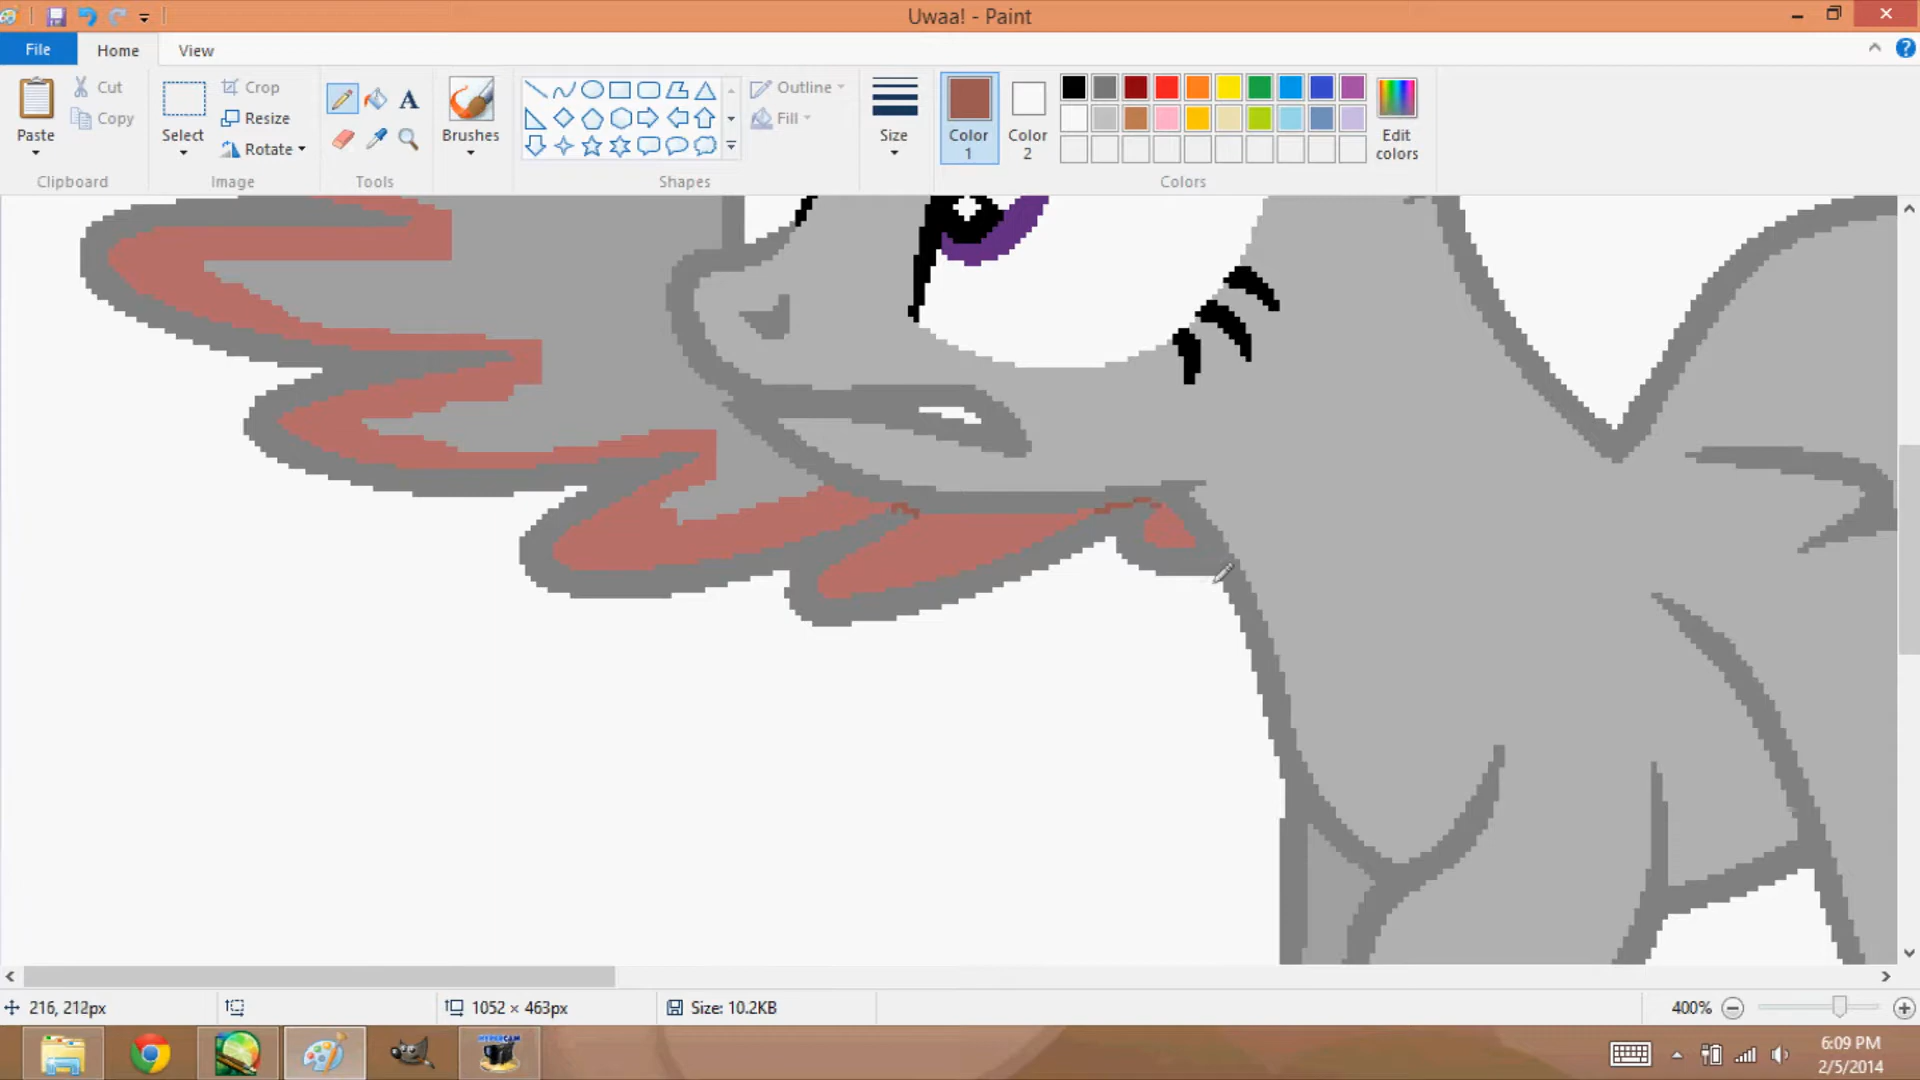 Uwaa! - Paint
File
Home
View
Paste
Cut
Copy
Clipboard
Select
Crop
Resize
Rotate
Image
A
Tools
Brushes
Outline
Fill
Shapes
Size
Color
1
Color
2
Edit
colors
Colors
216, 212px
1052 × 463px
Size: 10.2KB
400%
HYPERCAM
6:09 PM
2/5/2014